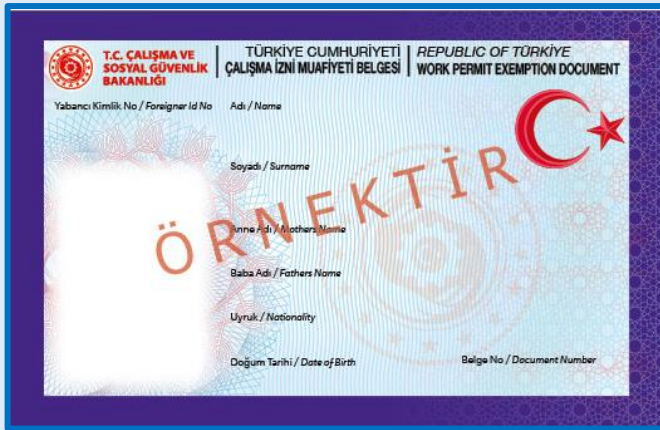 T.C. ÇALIŞMA VE
SOSYAL GÜVENLİK
BAKANLIĞI
TÜRKİYE CUMHURİYETİ
ÇALIŞMA İZNİ MUAFİYETİ BELGESİ
REPUBLIC OF TÜRKİYE
WORK PERMIT EXEMPTION DOCUMENT
Yabancı Kimlik No / Foreigner Id No
Adı / Name
Soyadı / Surname
ÖRNEKTİR
Anne Adı / Mothers Name
Baba Adı / Fathers Name
Uyruk / Nationality
Doğum Tarihi / Date of Birth
Belge No / Document Number